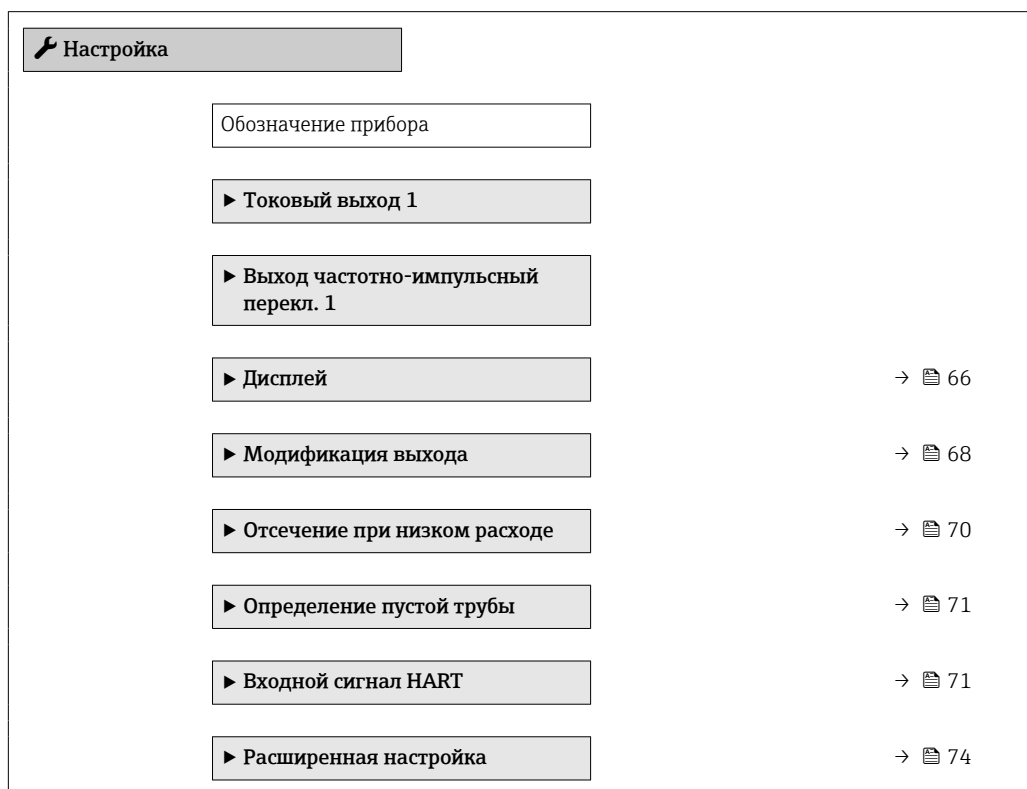 Настройка
Обозначение прибора
► Токовый выход 1
► Выход частотно-импульсный
перекл. 1
► Дисплей → 66
► Модификация выхода → 68
► Отсечение при низком расходе → 70
► Определение пустой трубы → 71
► Входной сигнал HART → 71
► Расширенная настройка → 74